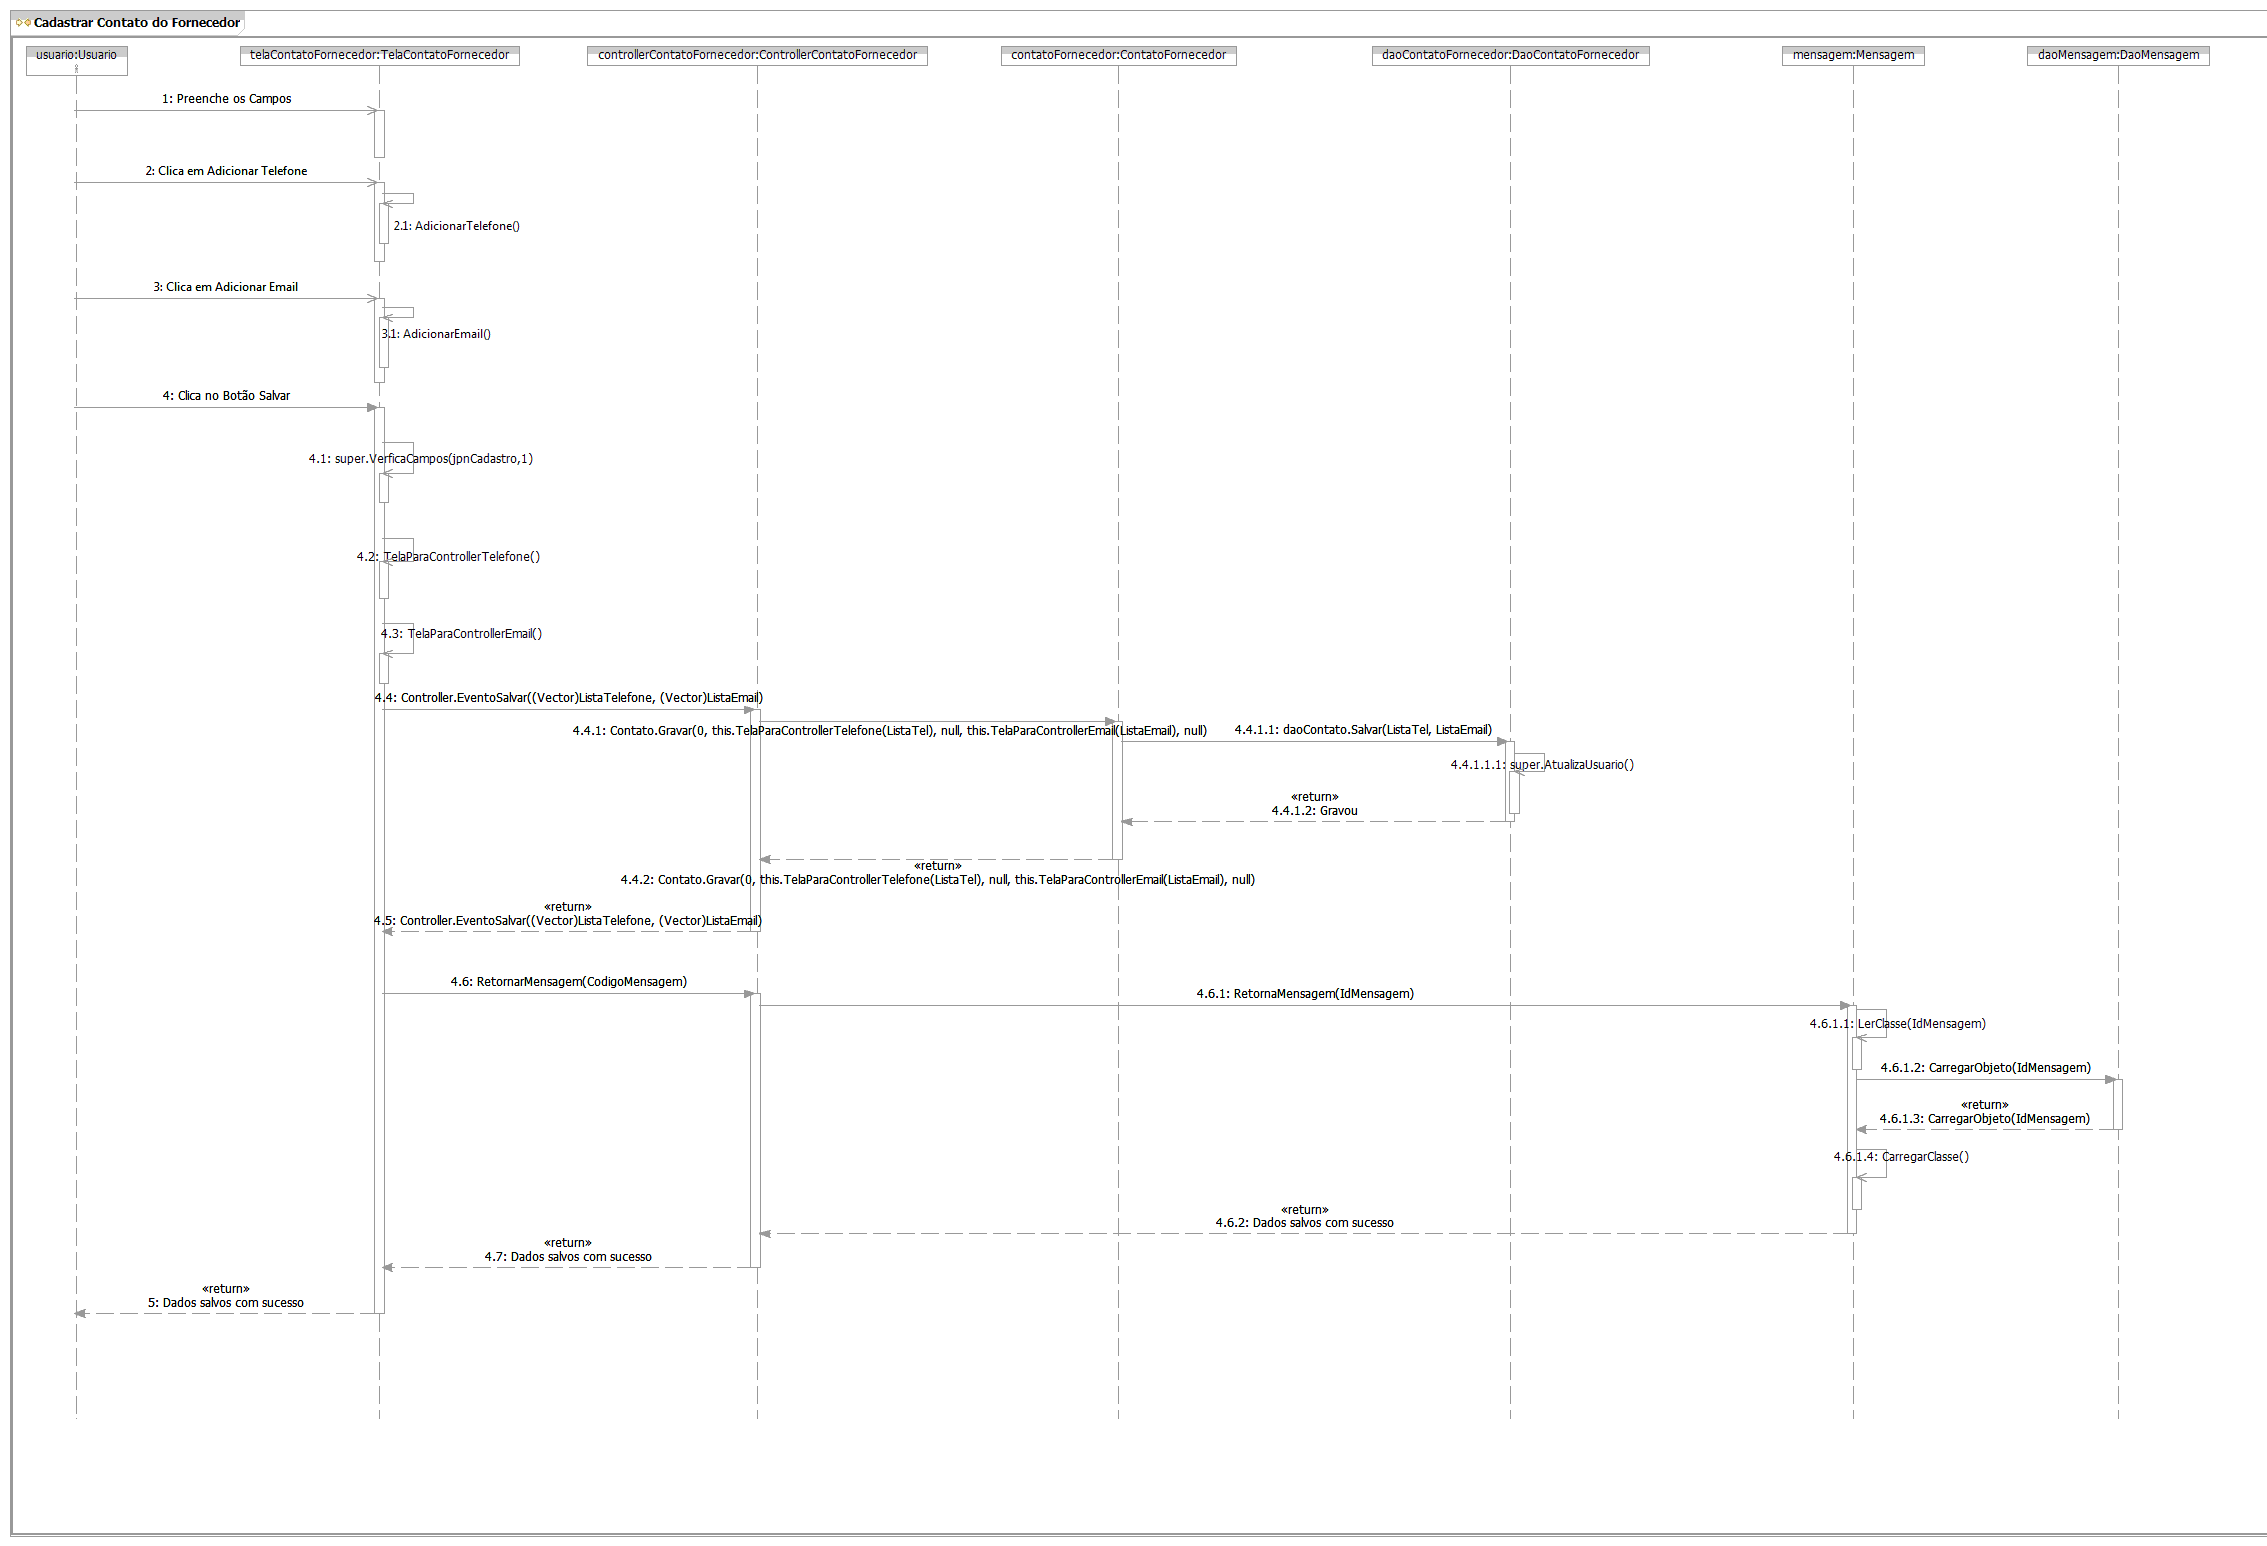 Cadastrar Contato do Fornecedor
usuario:Usuario
telaContatoFornecedor:TelaContatoFornecedor
controllerContatoFornecedor:ControllerContatoFornecedor
contatoFornecedor:ContatoFornecedor
daoContatoFornecedor:DaoContatoFornecedor
mensagem:Mensagem
daoMensagem:DaoMensagem
1: Preenche os Campos
2: Clica em Adicionar Telefone
2.1: AdicionarTelefone()
3: Clica em Adicionar Email
3.1: AdicionarEmail()
4: Clica no Botão Salvar
4.1: super.VerficaCampos(jpnCadastro,1)
4.2: TelaParaControllerTelefone()
4.3: TelaParaControllerEmail()
4.4: Controller.EventoSalvar((Vector)ListaTelefone, (Vector)ListaEmail)
4.4.1: Contato.Gravar(0, this.TelaParaControllerTelefone(ListaTel), null, this.TelaParaControllerEmail(ListaEmail), null)
4.4.1.1: daoContato.Salvar(ListaTel, ListaEmail)
4.4.1.1.1: super.AtualizaUsuario()
«return»
4.4.1.2: Gravou
«return»
4.4.2: Contato.Gravar(0, this.TelaParaControllerTelefone(ListaTel), null, this.TelaParaControllerEmail(ListaEmail), null)
«return»
4.5: Controller.EventoSalvar((Vector)ListaTelefone, (Vector)ListaEmail)
4.6: RetornarMensagem(CodigoMensagem)
4.6.1: RetornaMensagem(IdMensagem)
4.6.1.1: LerClasse(IdMensagem)
4.6.1.2: CarregarObjeto(IdMensagem)
«return»
4.6.1.3: CarregarObjeto(IdMensagem)
4.6.1.4: CarregarClasse()
«return»
4.6.2: Dados salvos com sucesso
«return»
4.7: Dados salvos com sucesso
«return»
5: Dados salvos com sucesso